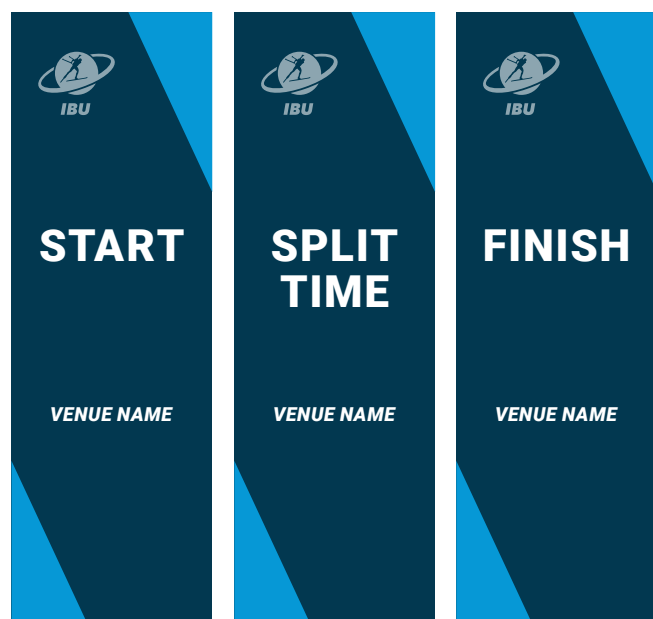 IBU
START
VENUE NAME
IBU
SPLIT
TIME
VENUE NAME
IBU
FINISH
VENUE NAME